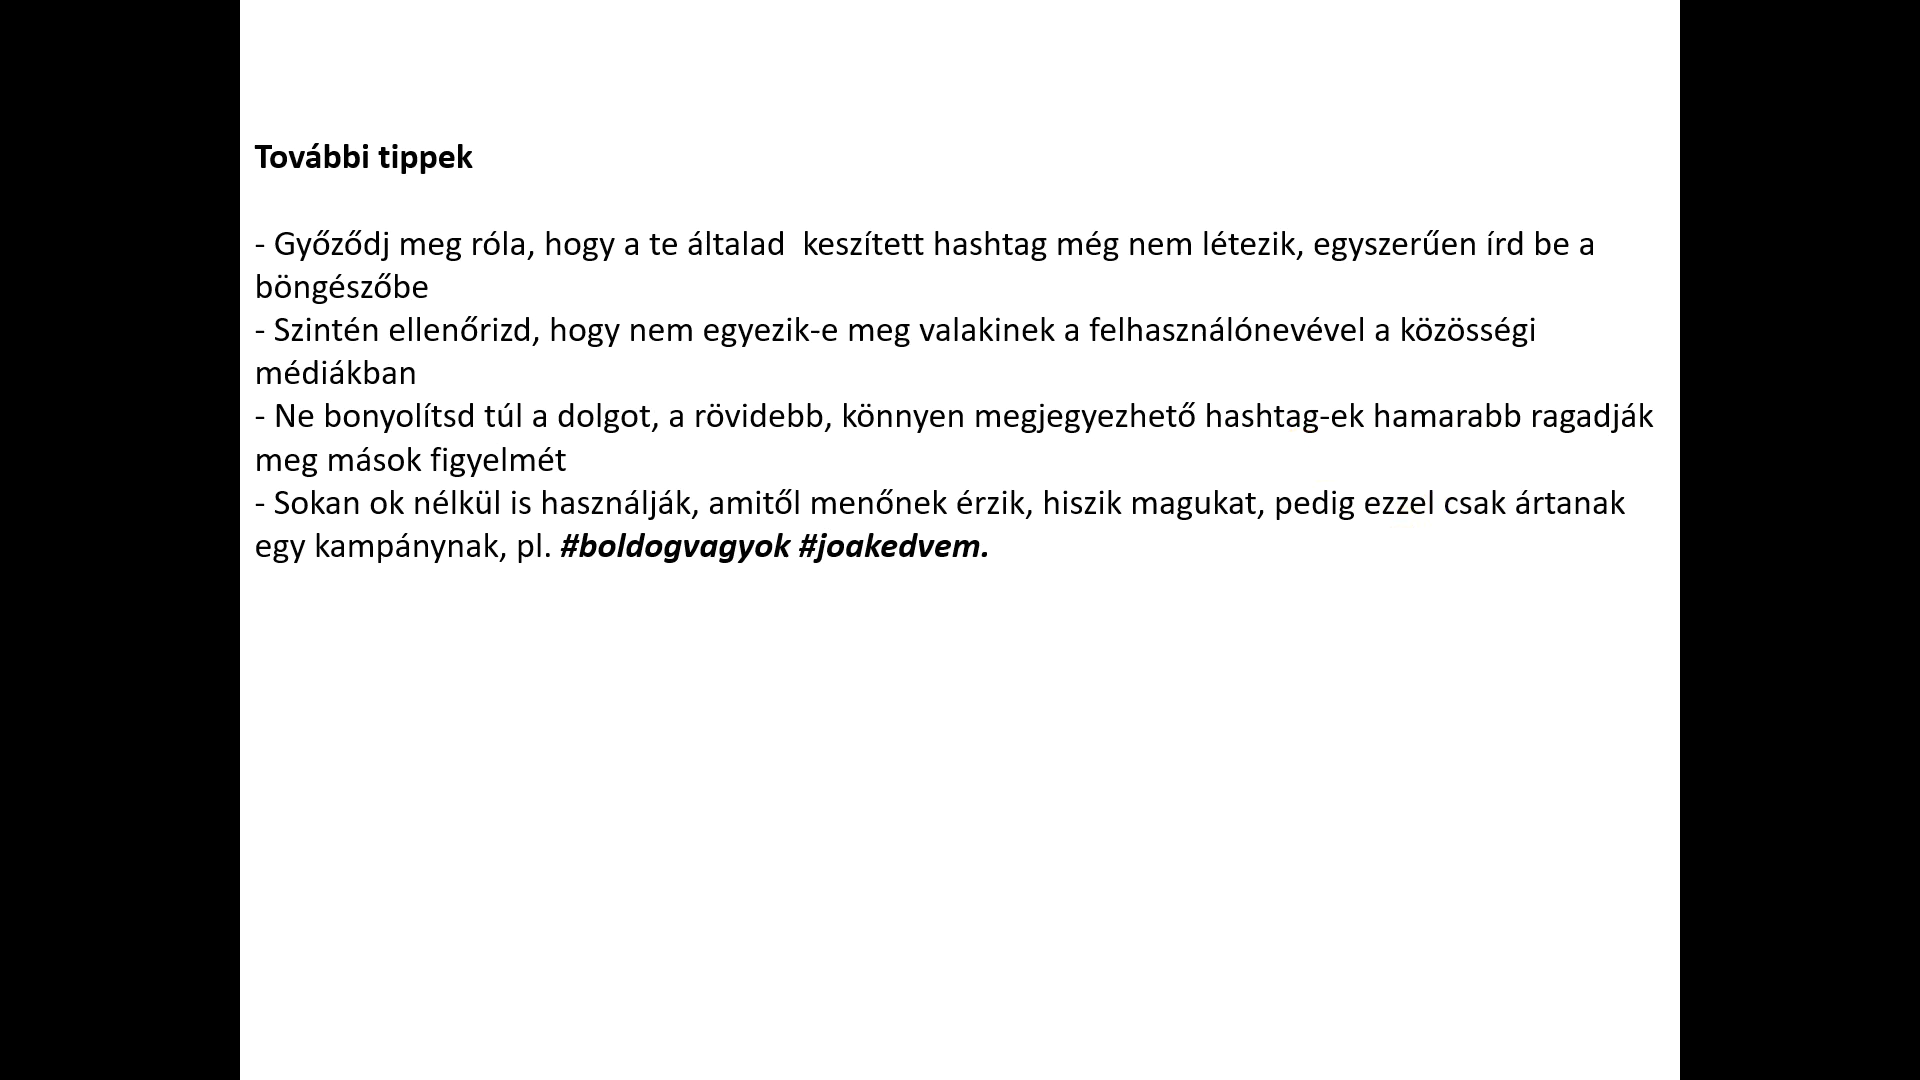 További tippek
- Győződj meg róla, hogy a te általad  keszített hashtag még nem létezik, egyszerűen írd be a
böngészőbe
- Szintén ellenőrizd, hogy nem egyezik-e meg valakinek a felhasználónevével a közösségi
médiákban
- Ne bonyolítsd túl a dolgot, a rövidebb, könnyen megjegyezhető hashtag-ek hamarabb ragadják
meg mások figyelmét
- Sokan ok nélkül is használják, amitől menőnek érzik, hiszik magukat, pedig ezzel csak ártanak
egy kampánynak, pl. #boldogvagyok #joakedvem.